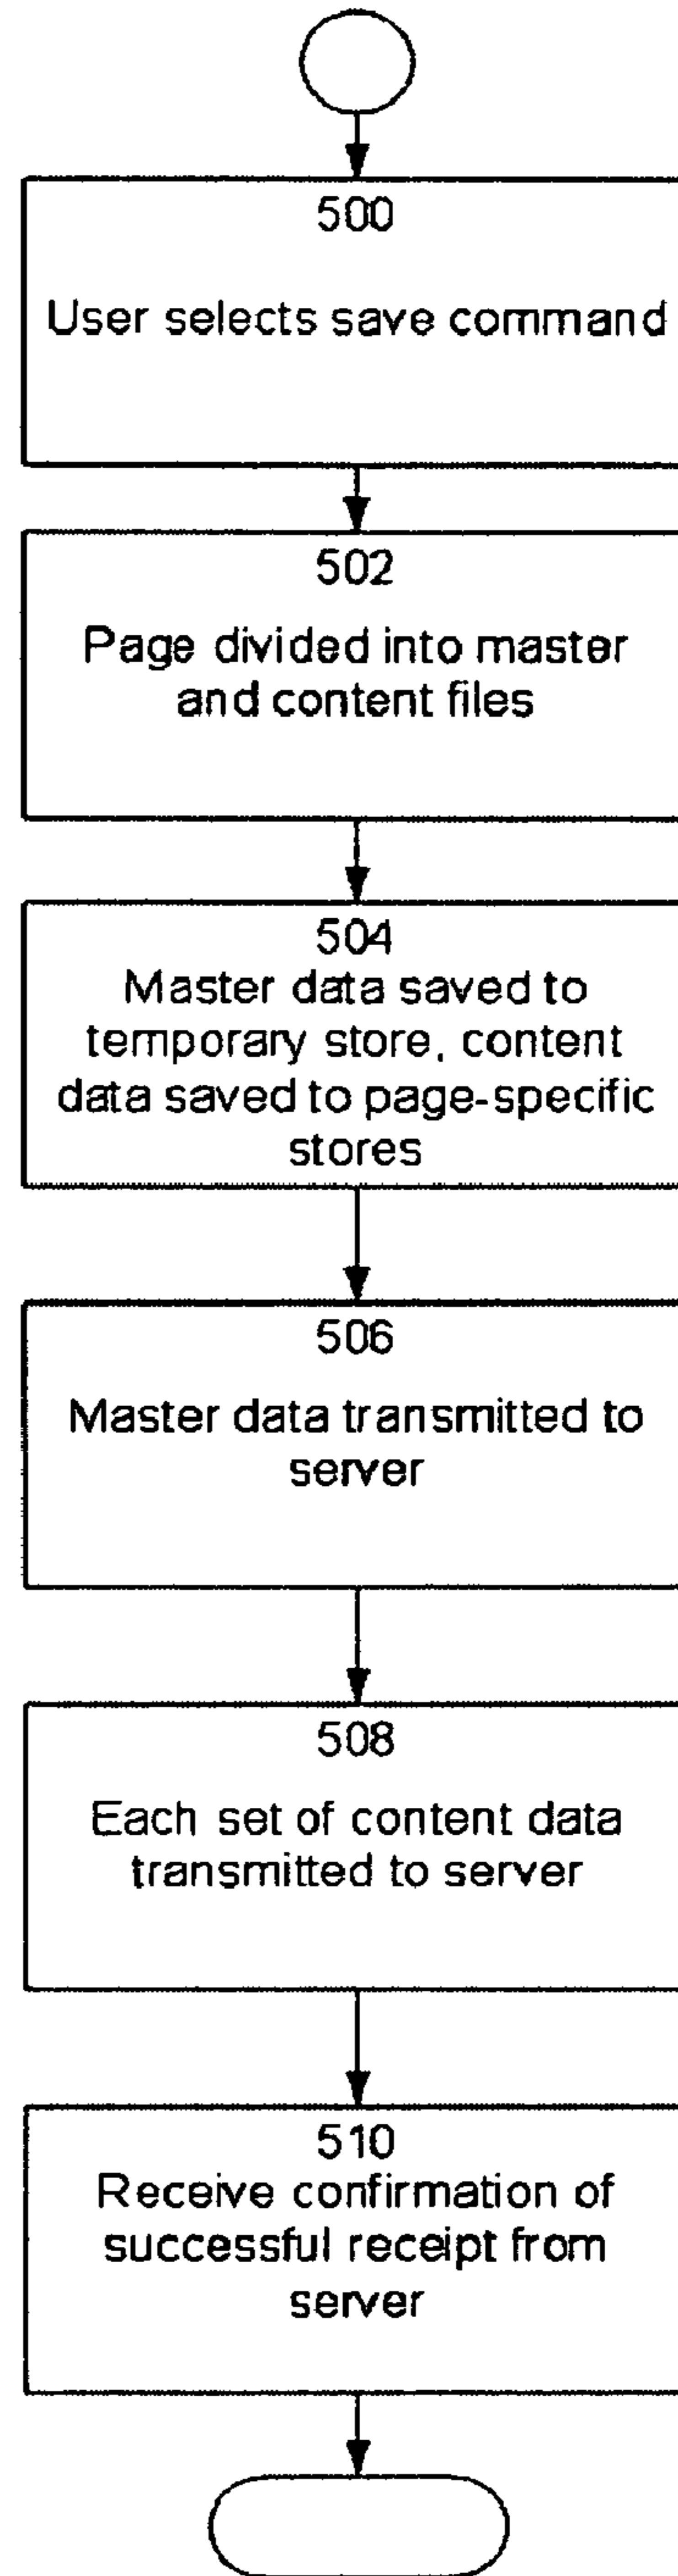 500
User selects save command
502
Page divided into master
and content files
504
Master data saved to
temporary store, content
data saved to page-specific
stores
506
Master data transmitted to
server
508
Each set of content data
transmitted to server
510
Receive confirmation of
successful receipt from
server